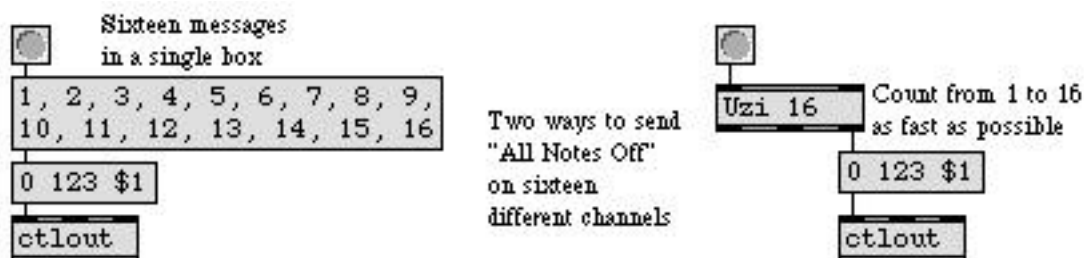 Sixteen messages
in a single box
1, 2, 3, 4, 5, 6, 7, 8, 9,
10, 11, 12, 13, 14, 15, 16
0 123 $1
ctlout
Two ways to send
"All Notes Off"
on sixteen
different channels
Uzi 16
Count from 1 to 16
as fast as possible
0 123 $1
ctlout